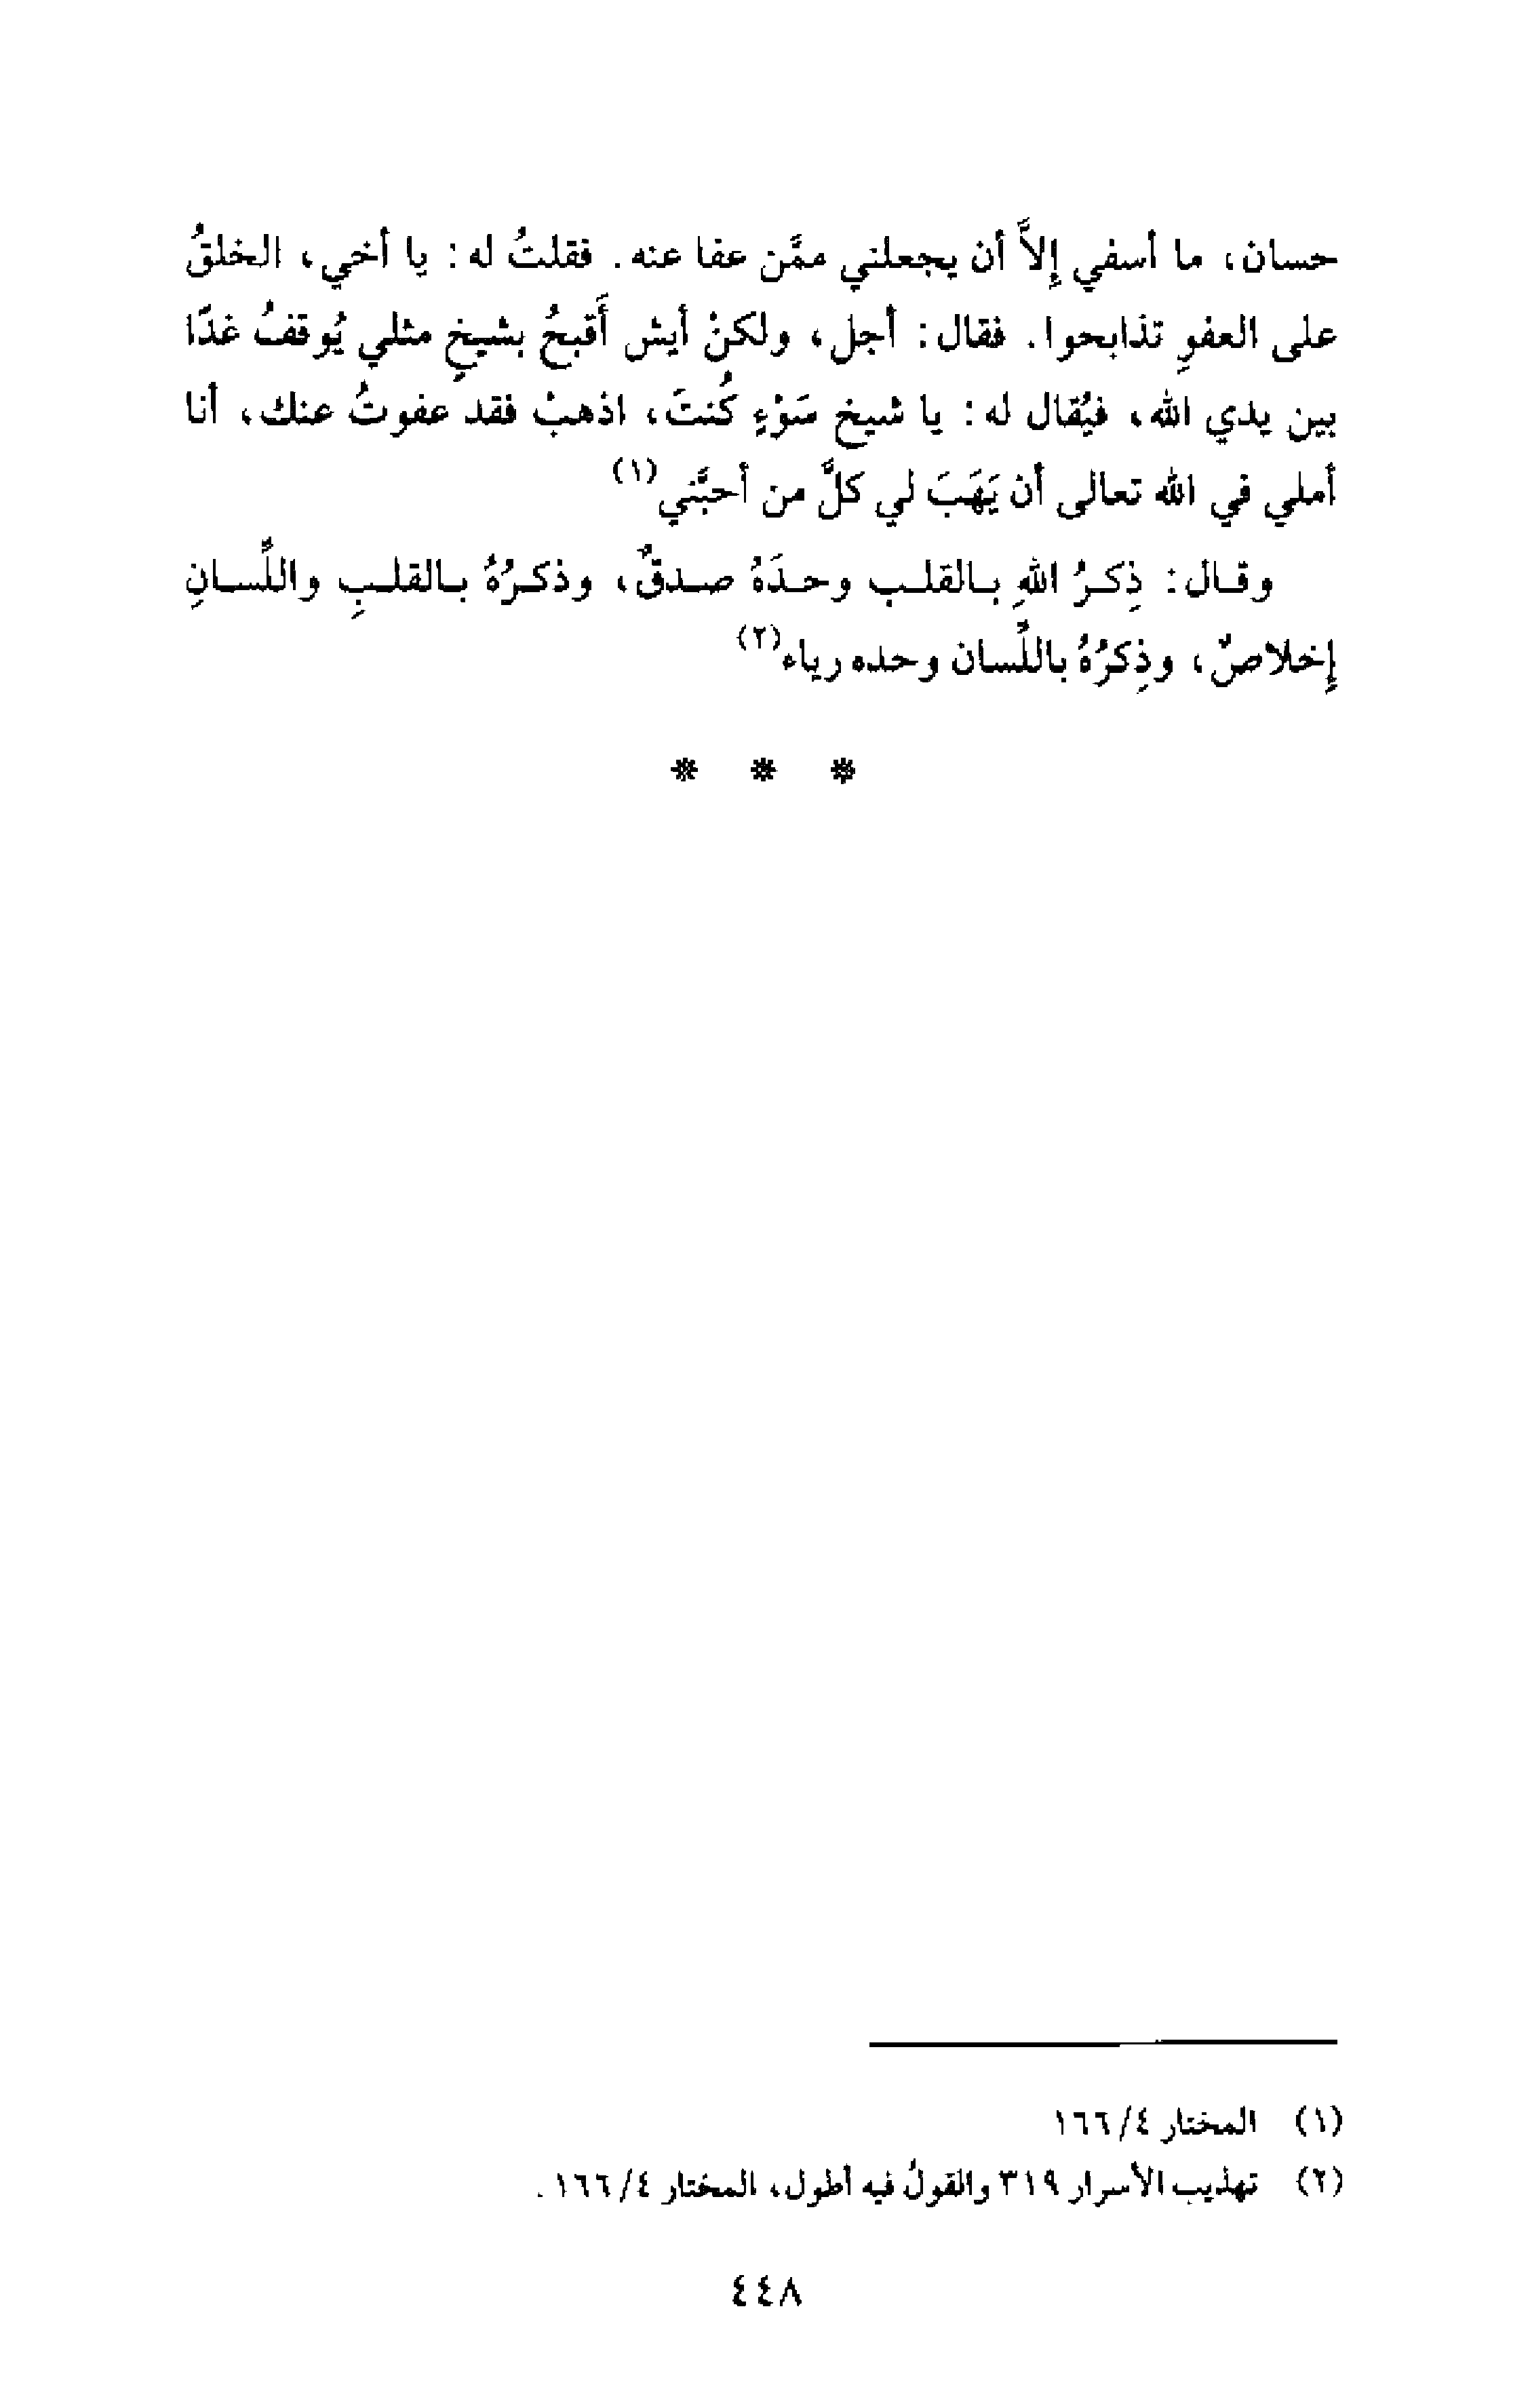 حسان، ما أسفي إلاَّ أن يجعلني ممَّن عفا عنه. فقلتُ له: يا أخي، الخلقُ
على العفوِ تذابحوا. فقال: أجل، ولكنْ أيش أَقبحُ بشيخٍ مثلي يُوقفُ غدًا
بين يدي الله، فيُقال له: يا شيخ سَوْءٍ كُنتَ، اذهبْ فقد عفوتُ عنك، أنا
أملي في الله تعالى أن يَهَبَ لي كلَّ من أحبَّني(١)
وقال: ذِكرُ اللهِ بالقلب وحدَهُ صدقٌ، وذكرُهُ بالقلبِ واللِّسانِ
إخلاصٌ، وذِكرُهُ باللِّسان وحده رياء(٢)
* * *
(١) المختار ٤/ ١٦٦
(٢) تهذيب الأسرار ٣١٩ والقولُ فيه أطول، المختار ٤/ ١٦٦.
٤٤٨